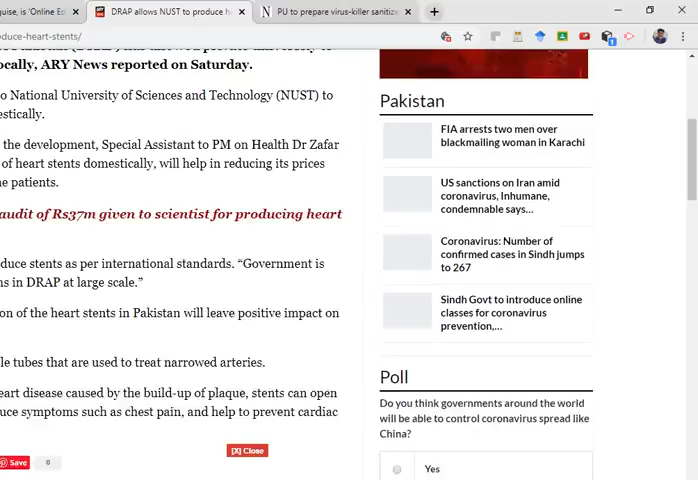 guise, is 'Online Ed
DRAP allows NUST to produce he
PU to prepare virus-killer sanitize
oduce-heart-stents/
ocally, ARY News reported on Saturday.
o National University of Sciences and Technology (NUST) to
estically.
the development, Special Assistant to PM on Health Dr Zafar
of heart stents domestically, will help in reducing its prices
he patients.
audit of Rs37m given to scientist for producing heart
duce stents as per international standards. “Government is
ns in DRAP at large scale.”
on of the heart stents in Pakistan will leave positive impact on
le tubes that are used to treat narrowed arteries.
eart disease caused by the build-up of plaque, stents can open
uce symptoms such as chest pain, and help to prevent cardiac
Save
0
[X] Close
Pakistan
FIA arrests two men over
blackmailing woman in Karachi
US sanctions on Iran amid
coronavirus, Inhumane,
condemnable says...
Coronavirus: Number of
confirmed cases in Sindh jumps
to 267
Sindh Govt to introduce online
classes for coronavirus
prevention,...
Poll
Do you think governments around the world
will be able to control coronavirus spread like
China?
Yes